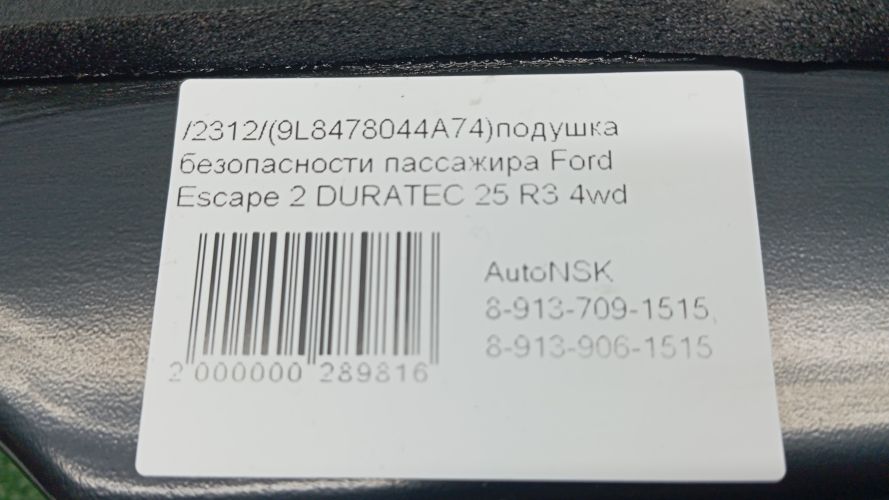 /2312/(9L8478044A74)подушка
безопасности пассажира Ford
Escape 2 DURATEC 25 R3 4wd
AutoNSK
8-913-709-1515,
8-913-906-1515
2 000000 289816